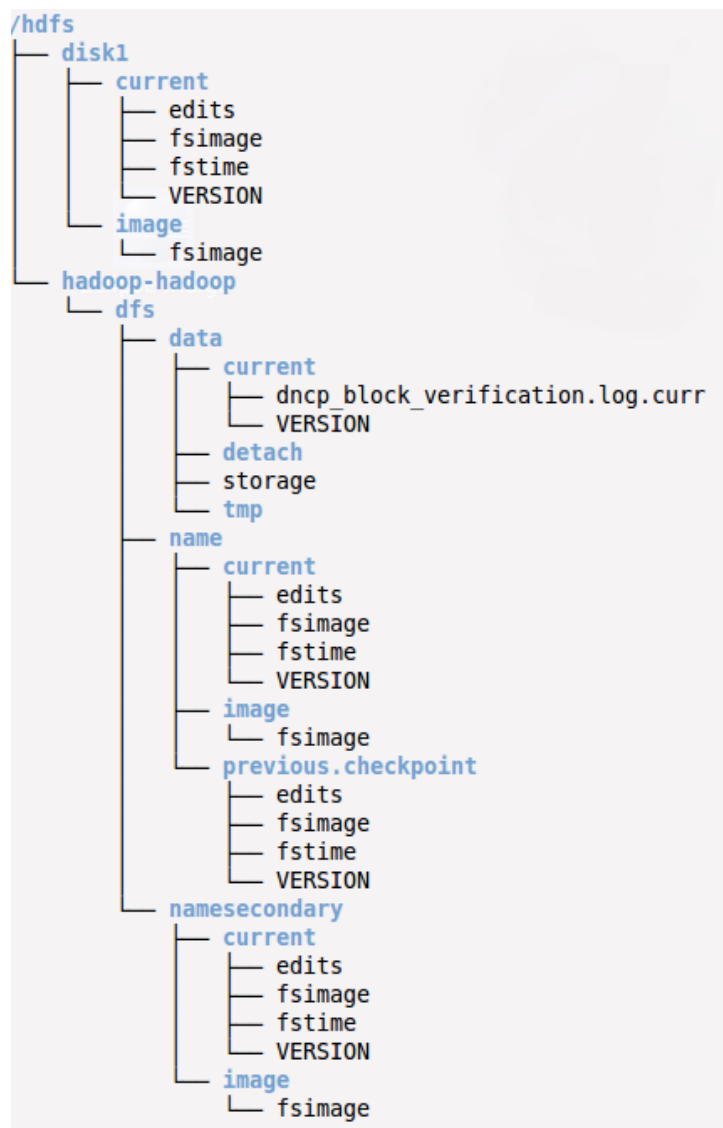 /hdfs
├── disk1
│   ├── current
│   │   ├── edits
│   │   ├── fsimage
│   │   ├── fstime
│   │   └── VERSION
│   └── image
│       └── fsimage
└── hadoop-hadoop
    └── dfs
        ├── data
        │   ├── current
        │   │   ├── dncp_block_verification.log.curr
        │   │   └── VERSION
        │   ├── detach
        │   ├── storage
        │   └── tmp
        ├── name
        │   ├── current
        │   │   ├── edits
        │   │   ├── fsimage
        │   │   ├── fstime
        │   │   └── VERSION
        │   ├── image
        │   │   └── fsimage
        │   └── previous.checkpoint
        │       ├── edits
        │       ├── fsimage
        │       ├── fstime
        │       └── VERSION
        └── namesecondary
            ├── current
            │   ├── edits
            │   ├── fsimage
            │   ├── fstime
            │   └── VERSION
            └── image
                └── fsimage